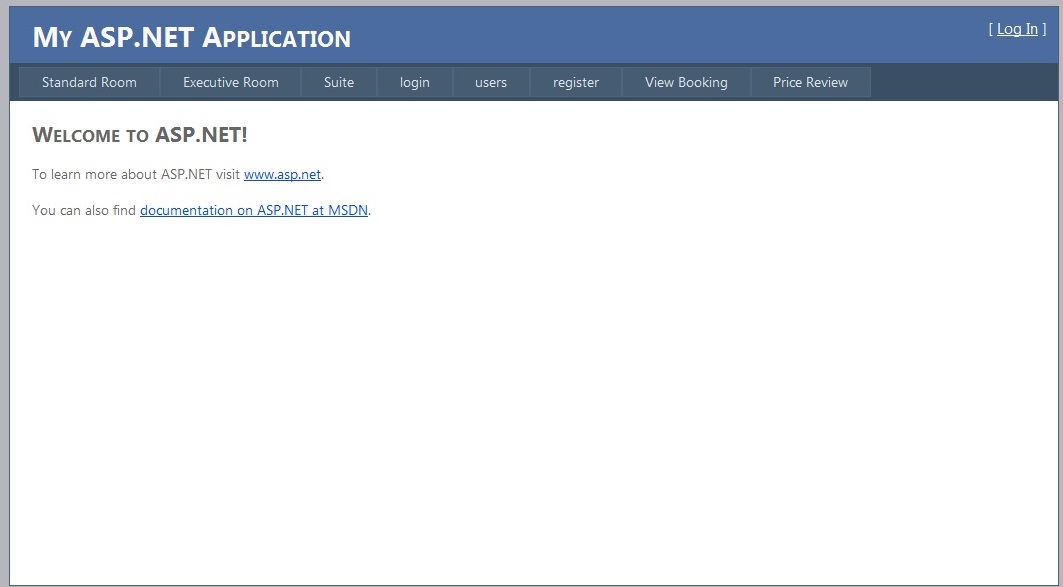 My ASP.NET Application
[ Log In ]
Standard Room Executive Room Suite login users register View Booking Price Review
Welcome to ASP.NET!
To learn more about ASP.NET visit www.asp.net.
You can also find documentation on ASP.NET at MSDN.